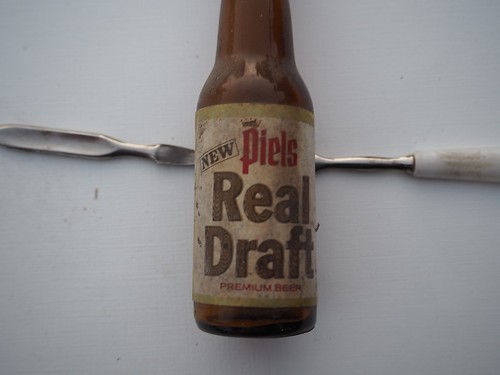 NEW Piels
Real
Draft
PREMIUM BEER